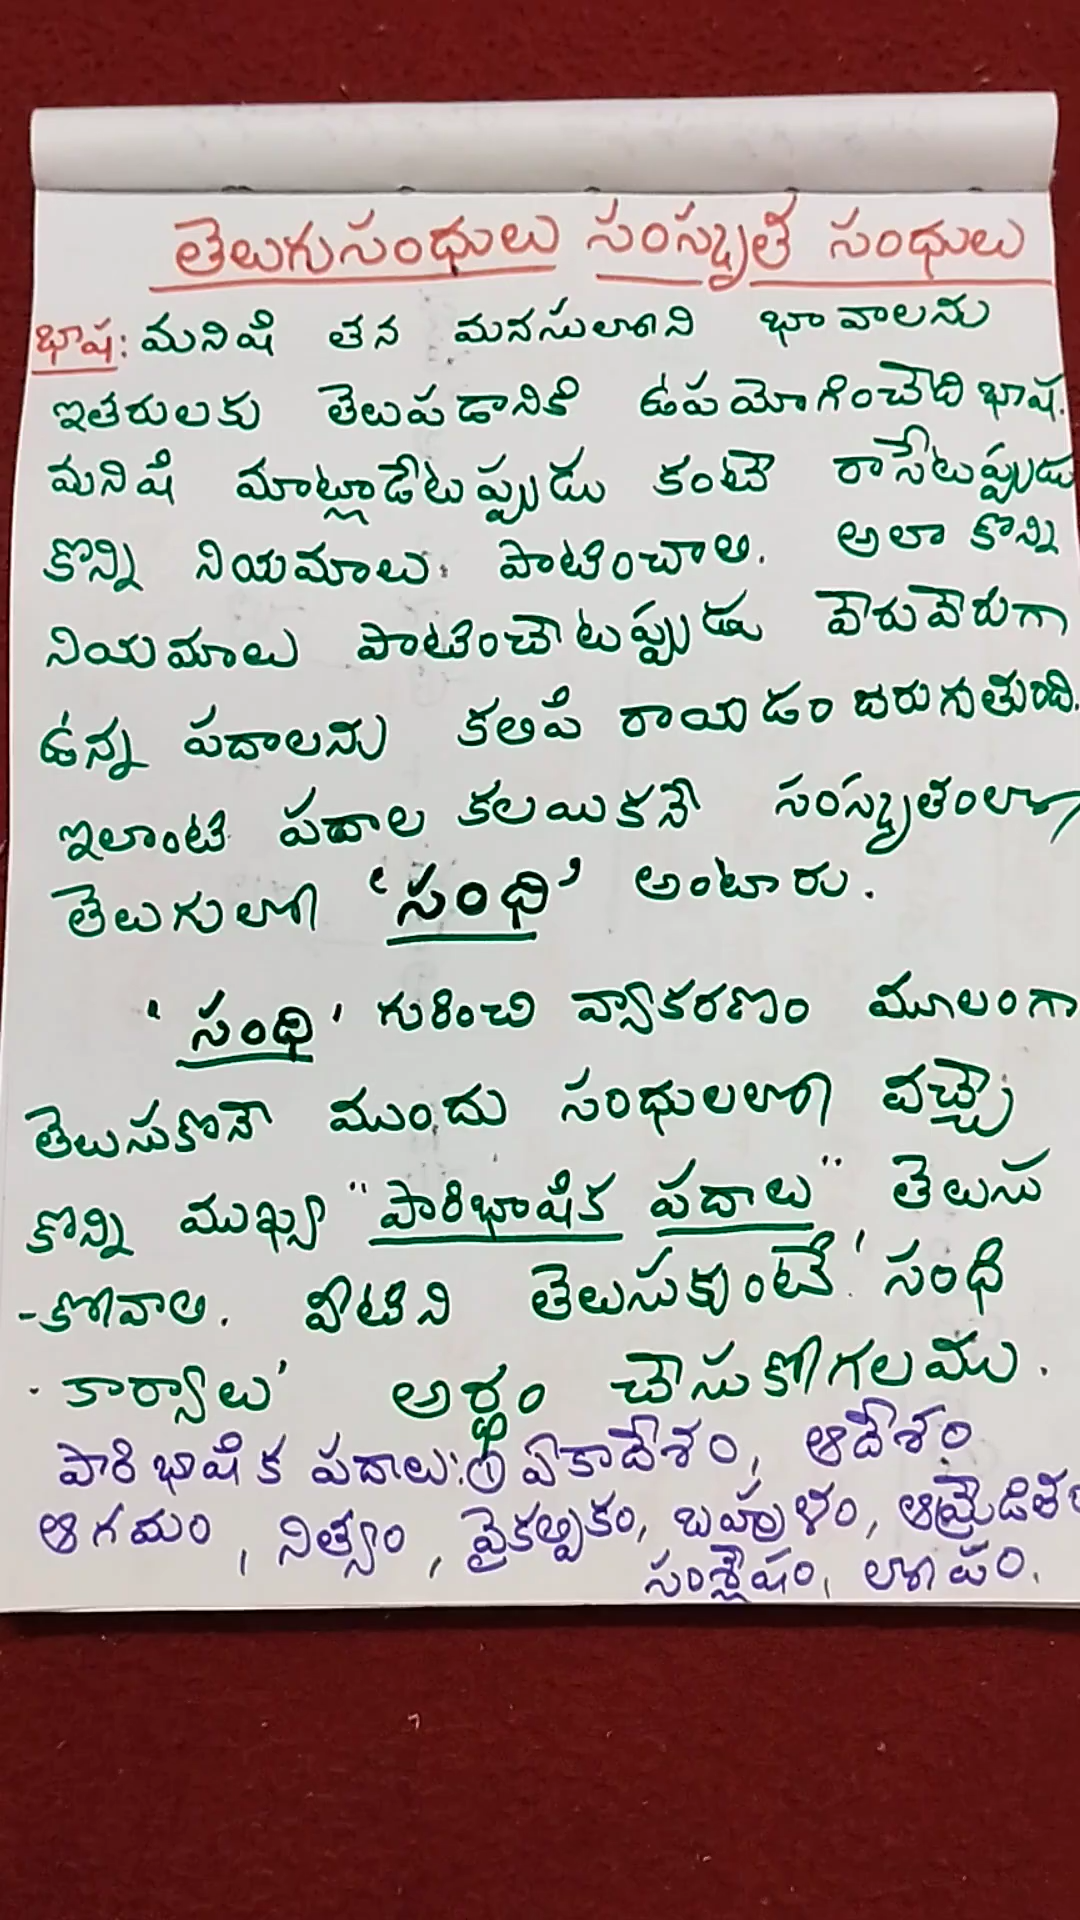 తెలుగుసంధులు సంస్కృత సంధులు
భాష: మనిషి తన మనసులోని భావాలను
ఇతరులకు తెలపడానికి ఉపయోగించేది భాష.
మనిషి మాట్లాడేటప్పుడు కంటె రాసేటప్పుడు
కొన్ని నియమాలు పాటించాలి. అలా కొన్ని
నియమాలు పాటించేటప్పుడు వేరువేరుగా
ఉన్న పదాలను కలిపి రాయడం జరుగుతుంది.
ఇలాంటి పదాల కలయికనే సంస్కృతంలో,
తెలుగులో 'సంధి' అంటారు.
'సంధి' గురించి వ్యాకరణం మూలంగా
తెలుసుకొనే ముందు సంధులలో వచ్చే
కొన్ని ముఖ్య "పారిభాషిక పదాలు" తెలుసు
-కోవాలి. వీటిని తెలుసుకుంటే 'సంధి
-కార్యాలు' అర్థం చేసుకోగలము.
పారిభాషిక పదాలు:① ఏకాదేశం, ఆదేశం
ఆగమం, నిత్యం, వైకల్పికం, బహుళం, ఆమ్రేడితం
సంశ్లేషం, లోపం.